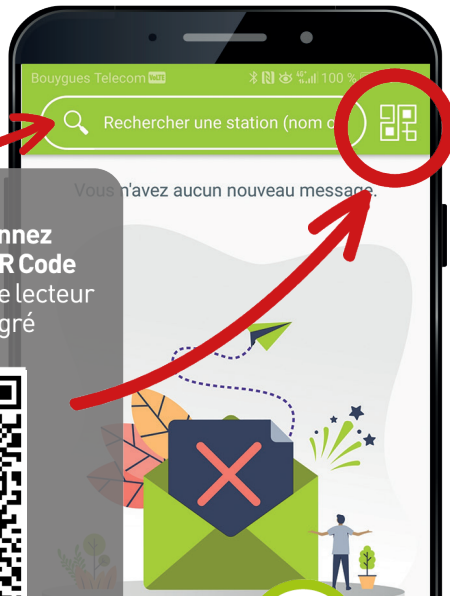 Bouygues Telecom
100 %
Rechercher une station (nom o
Vous n'avez aucun nouveau message.
nnez
R Code
e lecteur
gré